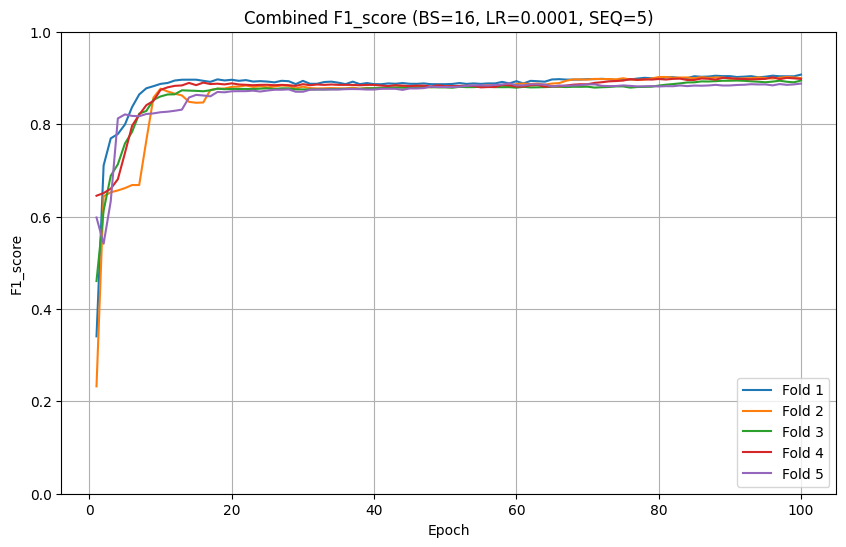 Combined F1_score (BS=16, LR=0.0001, SEQ=5)
F1_score
1.0
0.8
0.6
0.4
0.2
0.0
0
20
40
60
80
100
Epoch
Fold 1
Fold 2
Fold 3
Fold 4
Fold 5